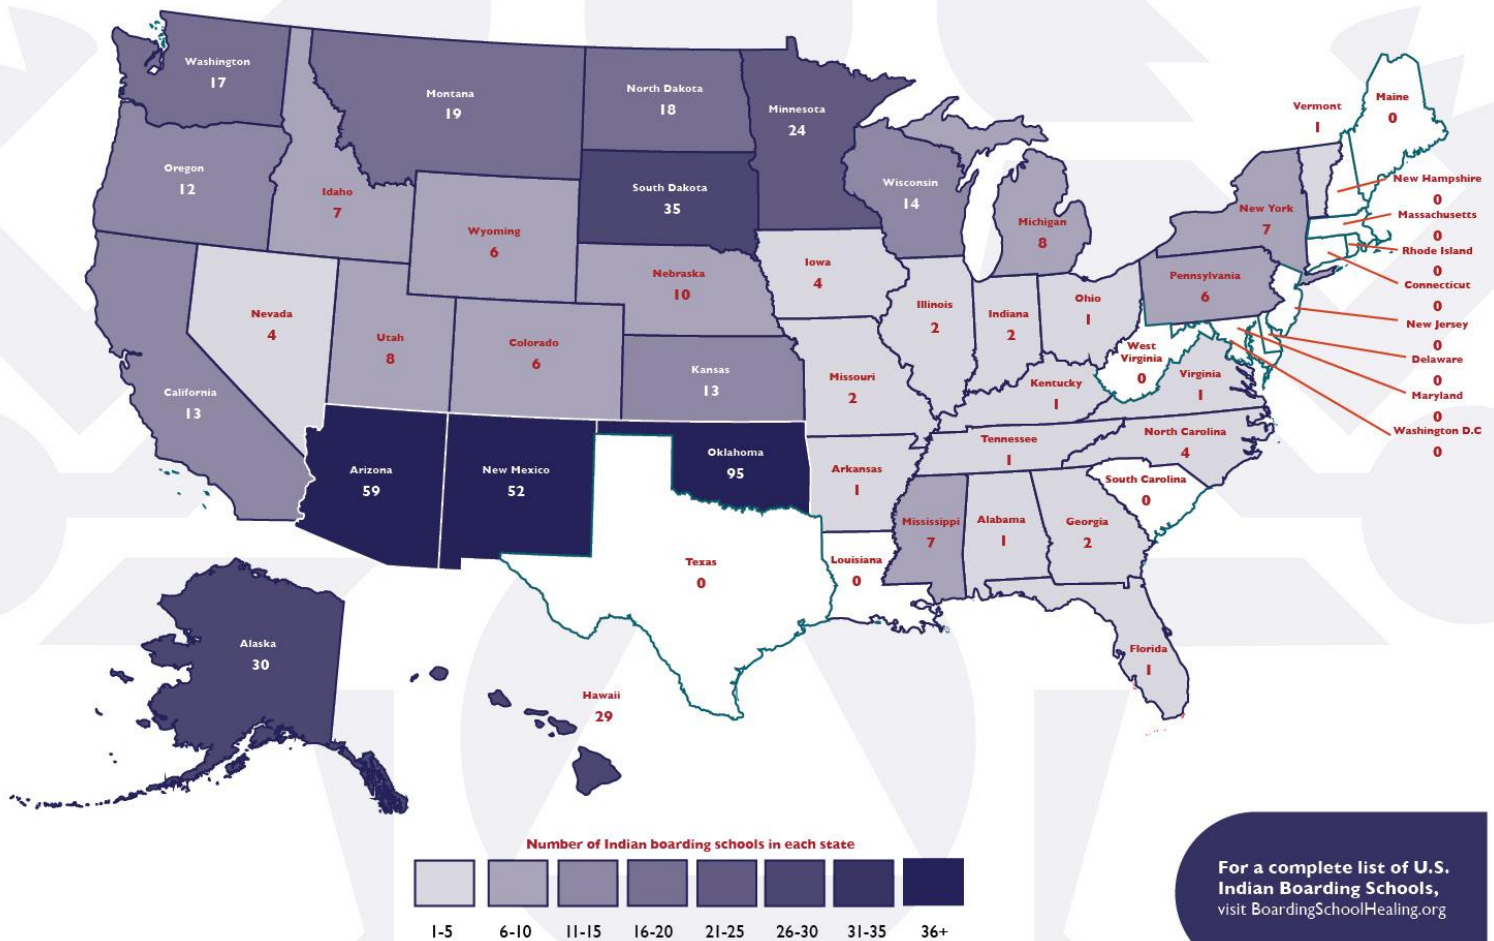 Washington
17
Montana
19
North Dakota
18
Minnesota
24
Vermont
1
Maine
0
Oregon
12
Idaho
7
Wyoming
6
South Dakota
35
Wisconsin
14
Michigan
8
New York
7
New Hampshire
0
Massachusetts
0
Rhode Island
0
Connecticut
0
New Jersey
0
Delaware
0
Maryland
0
Washington D.C
0
Nevada
4
Utah
8
Colorado
6
Nebraska
10
Iowa
4
Illinois
2
Indiana
2
Ohio
1
Pennsylvania
6
California
13
Kansas
13
Missouri
2
Kentucky
1
West
Virginia
0
Virginia
1
Arizona
59
New Mexico
52
Oklahoma
95
Arkansas
1
Tennessee
1
North Carolina
4
South Carolina
0
Texas
0
Louisiana
0
Mississippi
7
Alabama
1
Georgia
2
Florida
1
Alaska
30
Hawaii
29
Number of Indian boarding schools in each state
1-5 6-10 11-15 16-20 21-25 26-30 31-35 36+
For a complete list of U.S.
Indian Boarding Schools,
visit BoardingSchoolHealing.org